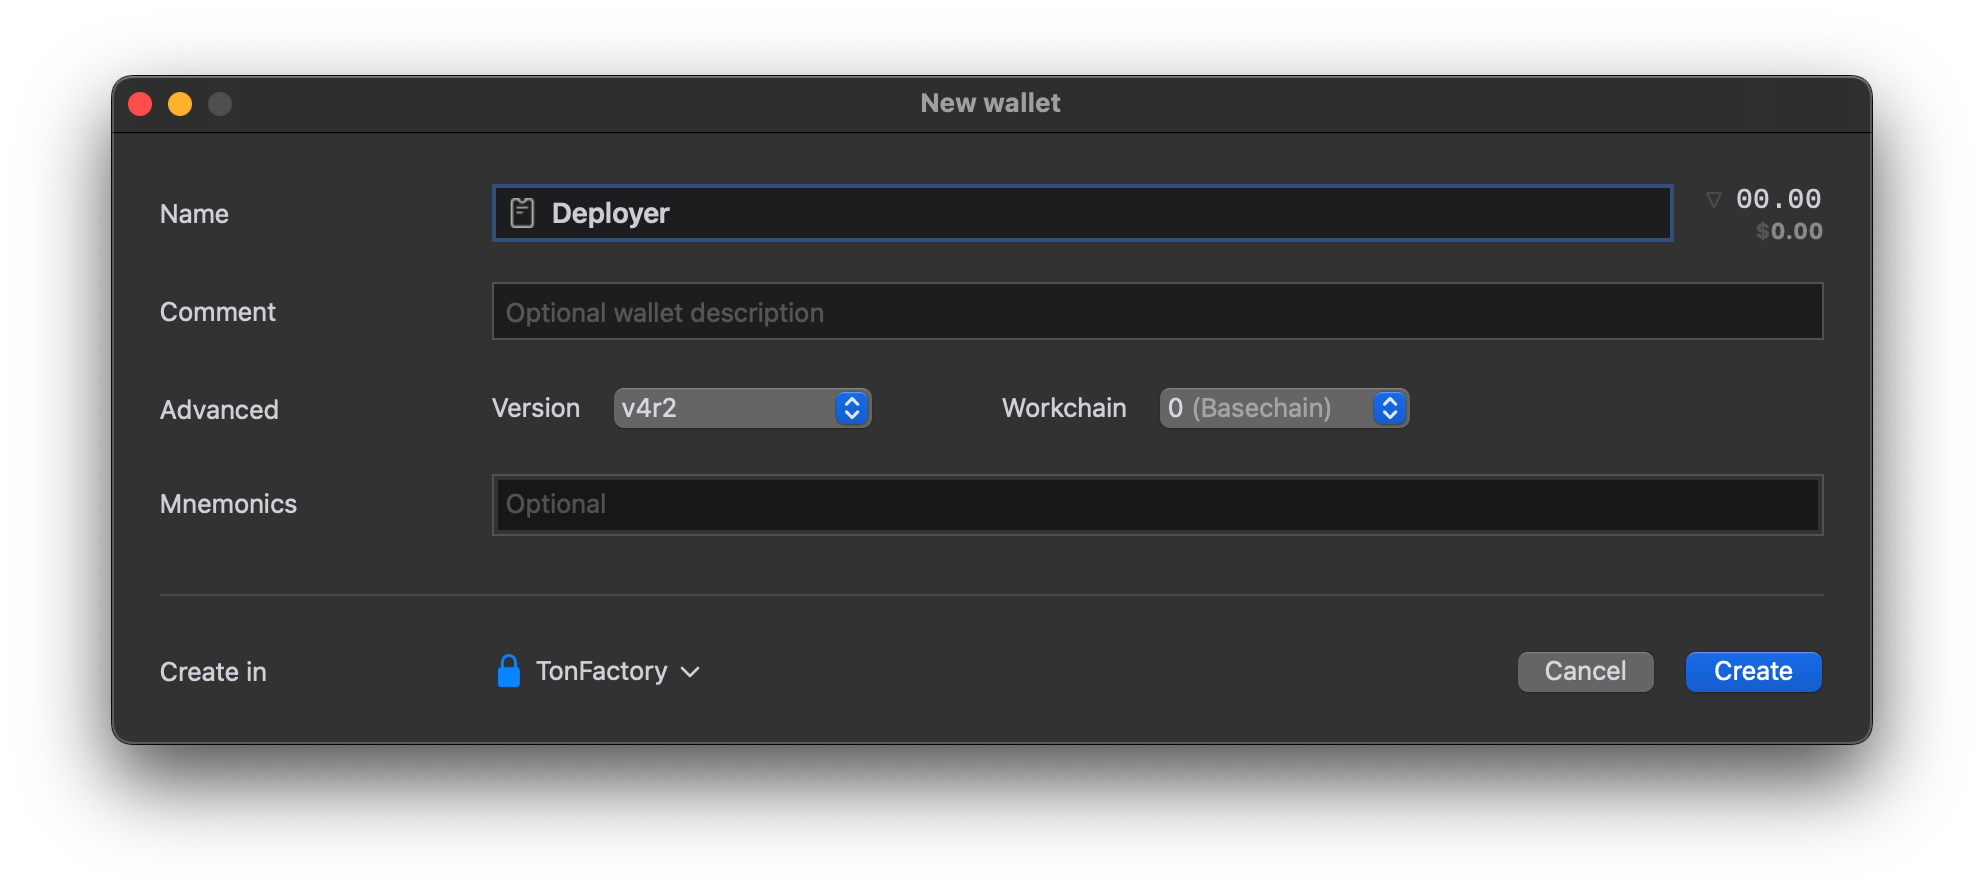 New wallet
Name
Deployer
00.00
$0.00
Comment
Optional wallet description
Advanced
Version
v4r2
Workchain
0 (Basechain)
Mnemonics
Optional
Create in
TonFactory
Cancel
Create